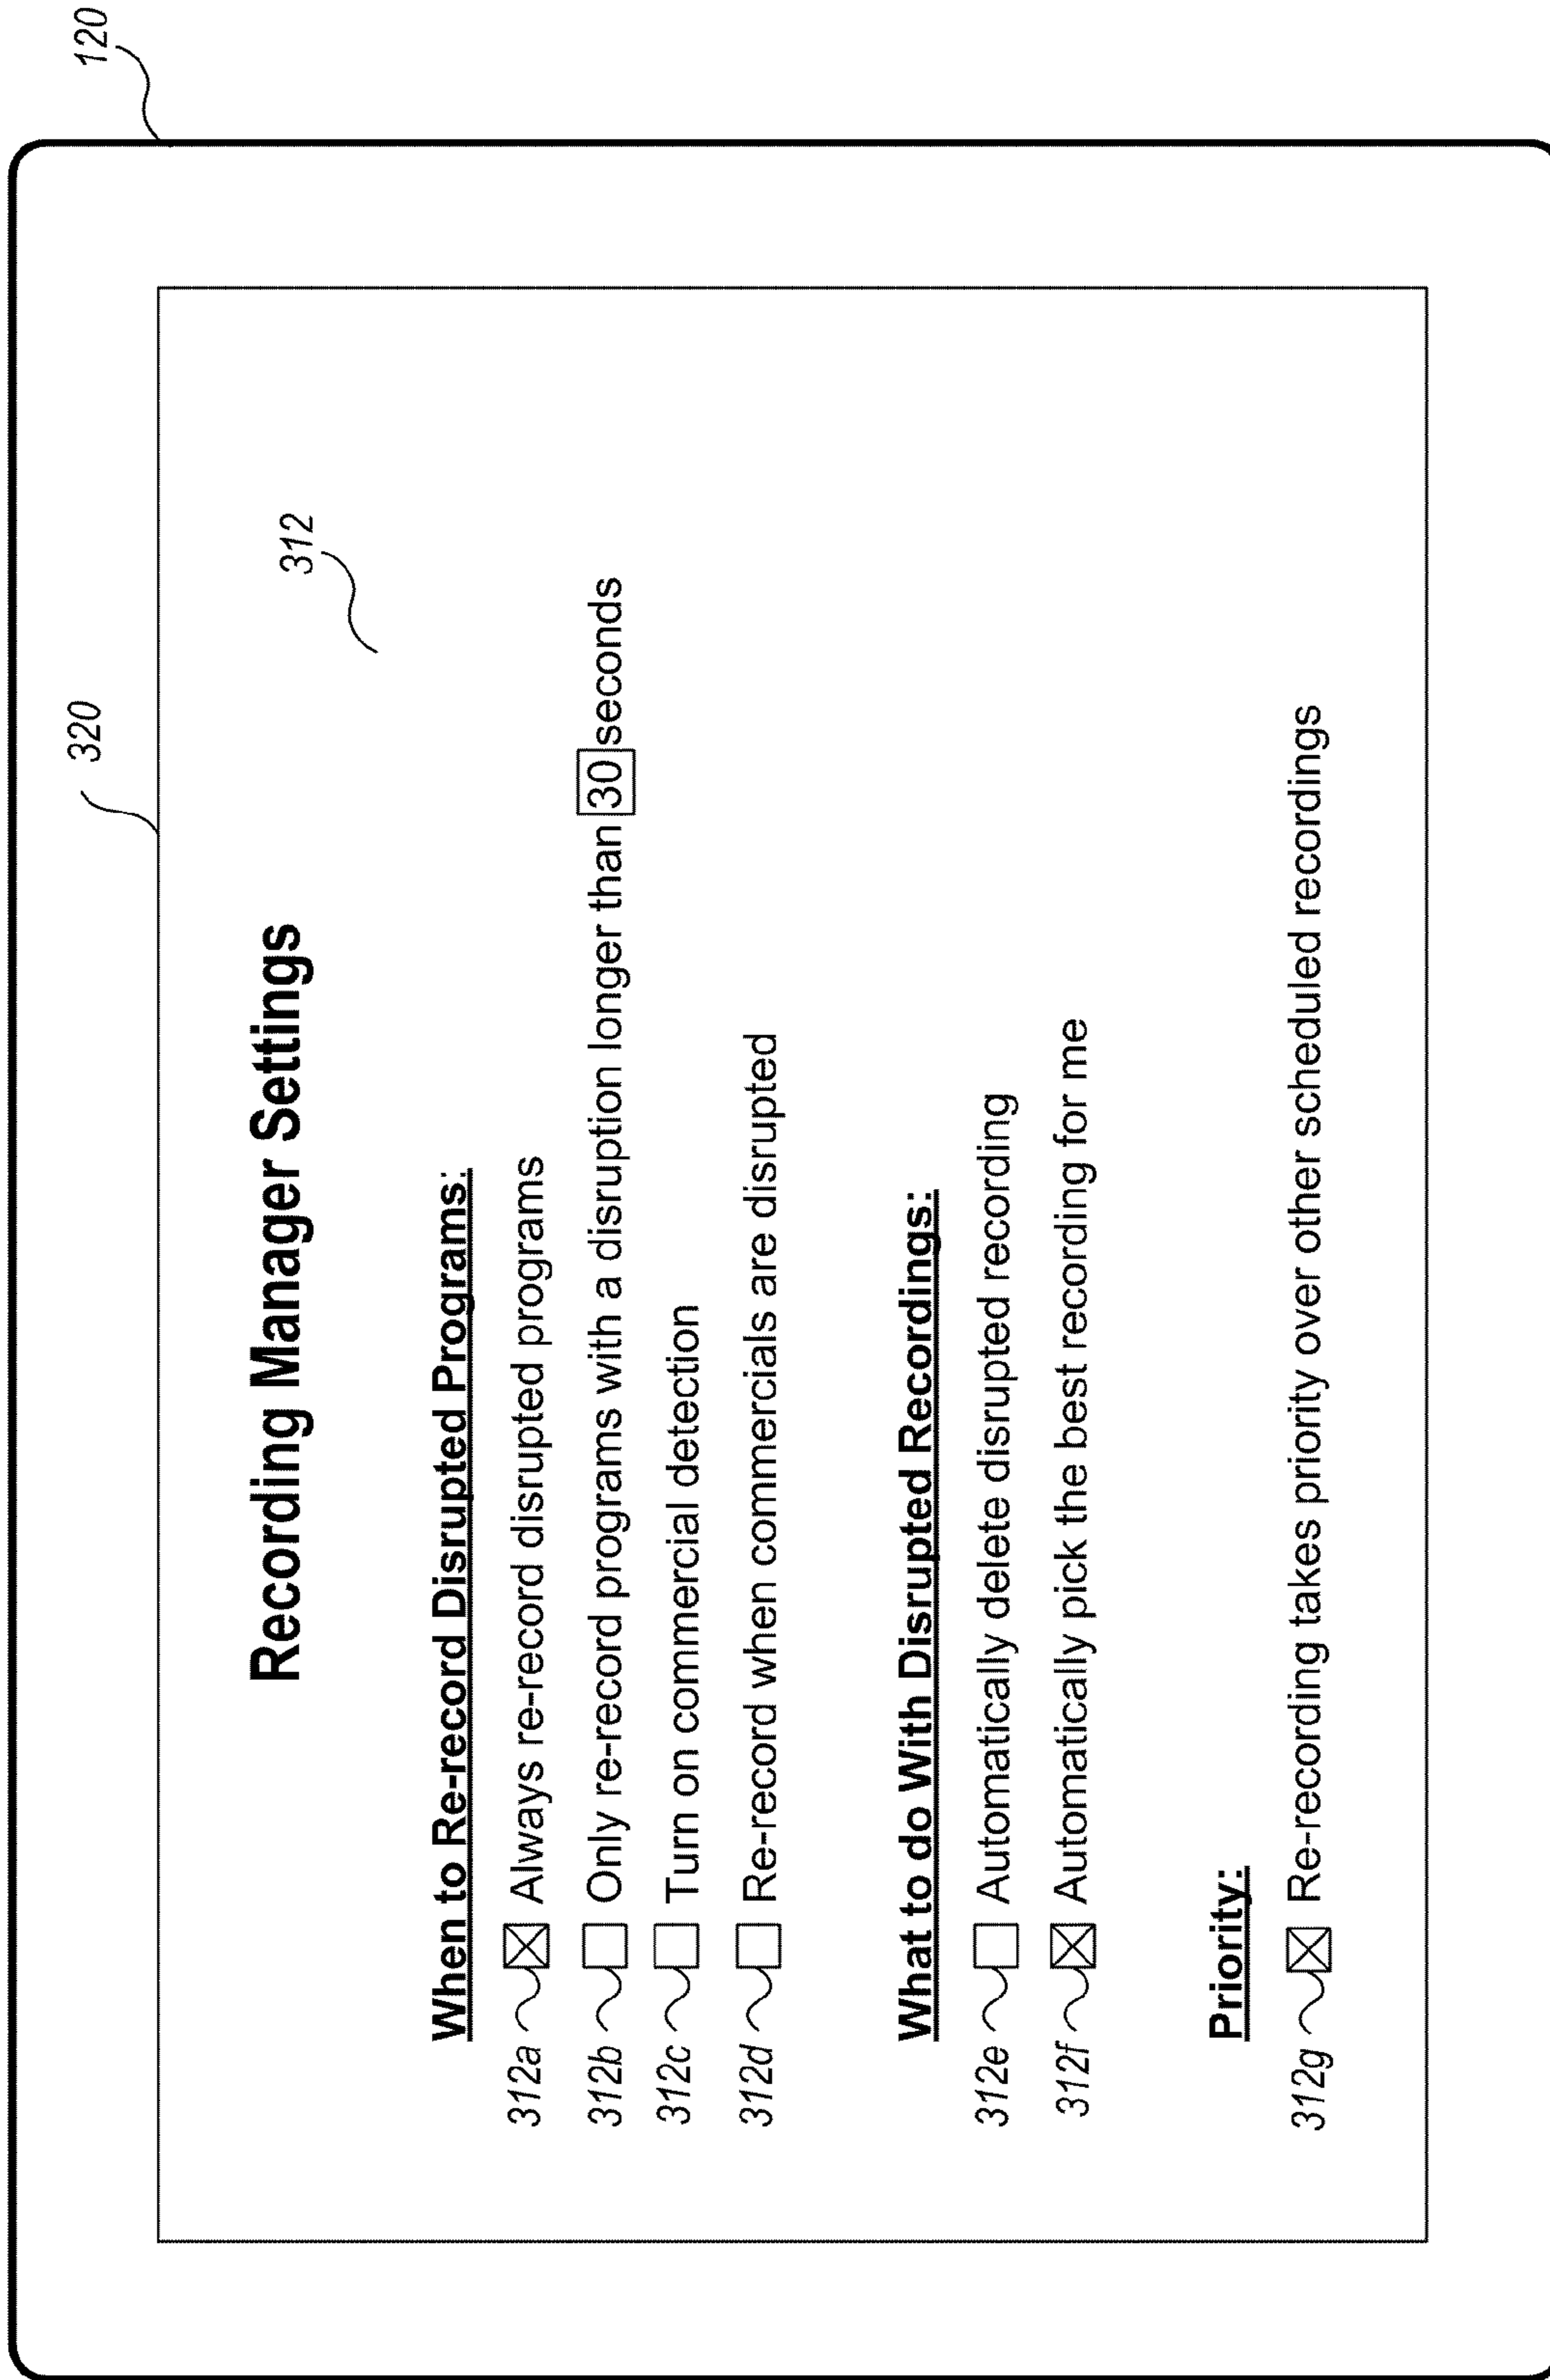 120
320
Recording Manager Settings
312
When to Re-record Disrupted Programs:
312a Always re-record disrupted programs
312b Only re-record programs with a disruption longer than 30 seconds
312c Turn on commercial detection
312d Re-record when commercials are disrupted
What to do With Disrupted Recordings:
312e Automatically delete disrupted recording
312f Automatically pick the best recording for me
Priority:
312g Re-recording takes priority over other scheduled recordings